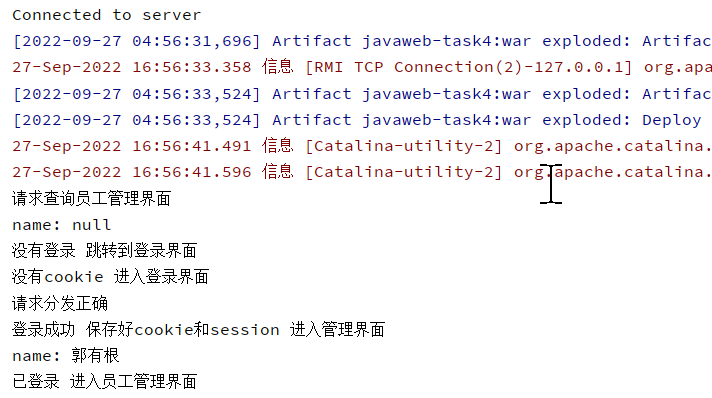 Connected to server
[2022-09-27 04:56:31,696] Artifact javaweb-task4:war exploded: Artifac
27-Sep-2022 16:56:33.358 信息 [RMI TCP Connection(2)-127.0.0.1] org.apa
[2022-09-27 04:56:33,524] Artifact javaweb-task4:war exploded: Artifac
[2022-09-27 04:56:33,524] Artifact javaweb-task4:war exploded: Deploy
27-Sep-2022 16:56:41.491 信息 [Catalina-utility-2] org.apache.catalina.
27-Sep-2022 16:56:41.596 信息 [Catalina-utility-2] org.apache.catalina.
请求查询员工管理界面
name: null
没有登录 跳转到登录界面
没有cookie 进入登录界面
请求分发正确
登录成功 保存好cookie和session 进入管理界面
name: 郭有根
已登录 进入员工管理界面